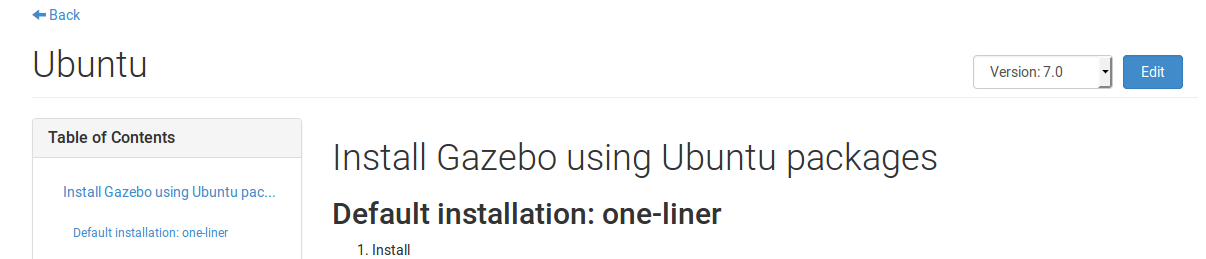 Back
Ubuntu
Version: 7.0
Edit
Table of Contents
Install Gazebo using Ubuntu pac...
Default installation: one-liner
Install Gazebo using Ubuntu packages
Default installation: one-liner
1. Install